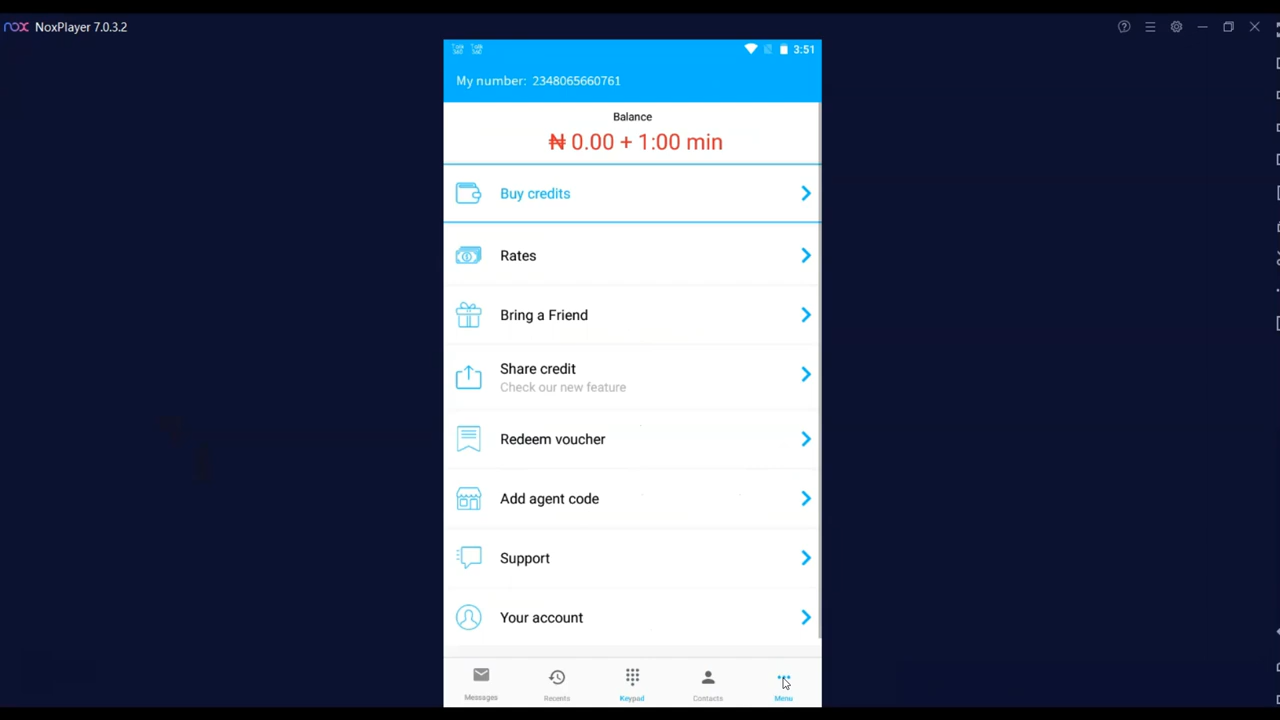 nox NoxPlayer 7.0.3.2
3:51
My number: 2348065660761
Balance
₦ 0.00 + 1:00 min
Buy credits
Rates
Bring a Friend
Share credit
Check our new feature
Redeem voucher
Add agent code
Support
Your account
Messages Recents Keypad Contacts Menu